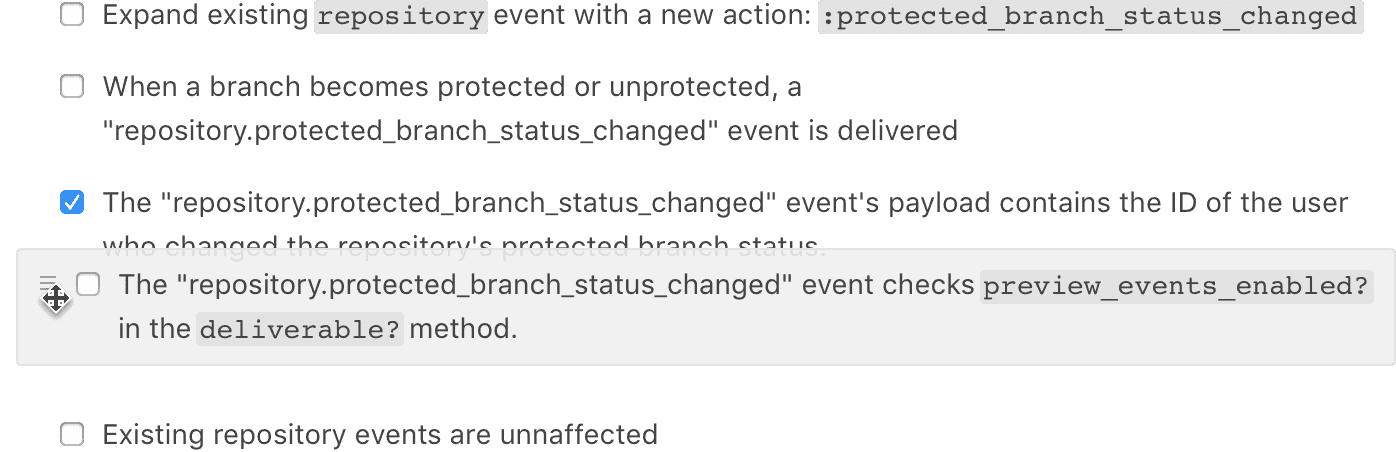 Expand existing repository event with a new action: :protected_branch_status_changed
When a branch becomes protected or unprotected, a
"repository.protected_branch_status_changed" event is delivered
The "repository.protected_branch_status_changed" event's payload contains the ID of the user
who changed the repository's protected branch status.
The "repository.protected_branch_status_changed" event checks preview_events_enabled?
in the deliverable? method.
Existing repository events are unnaffected